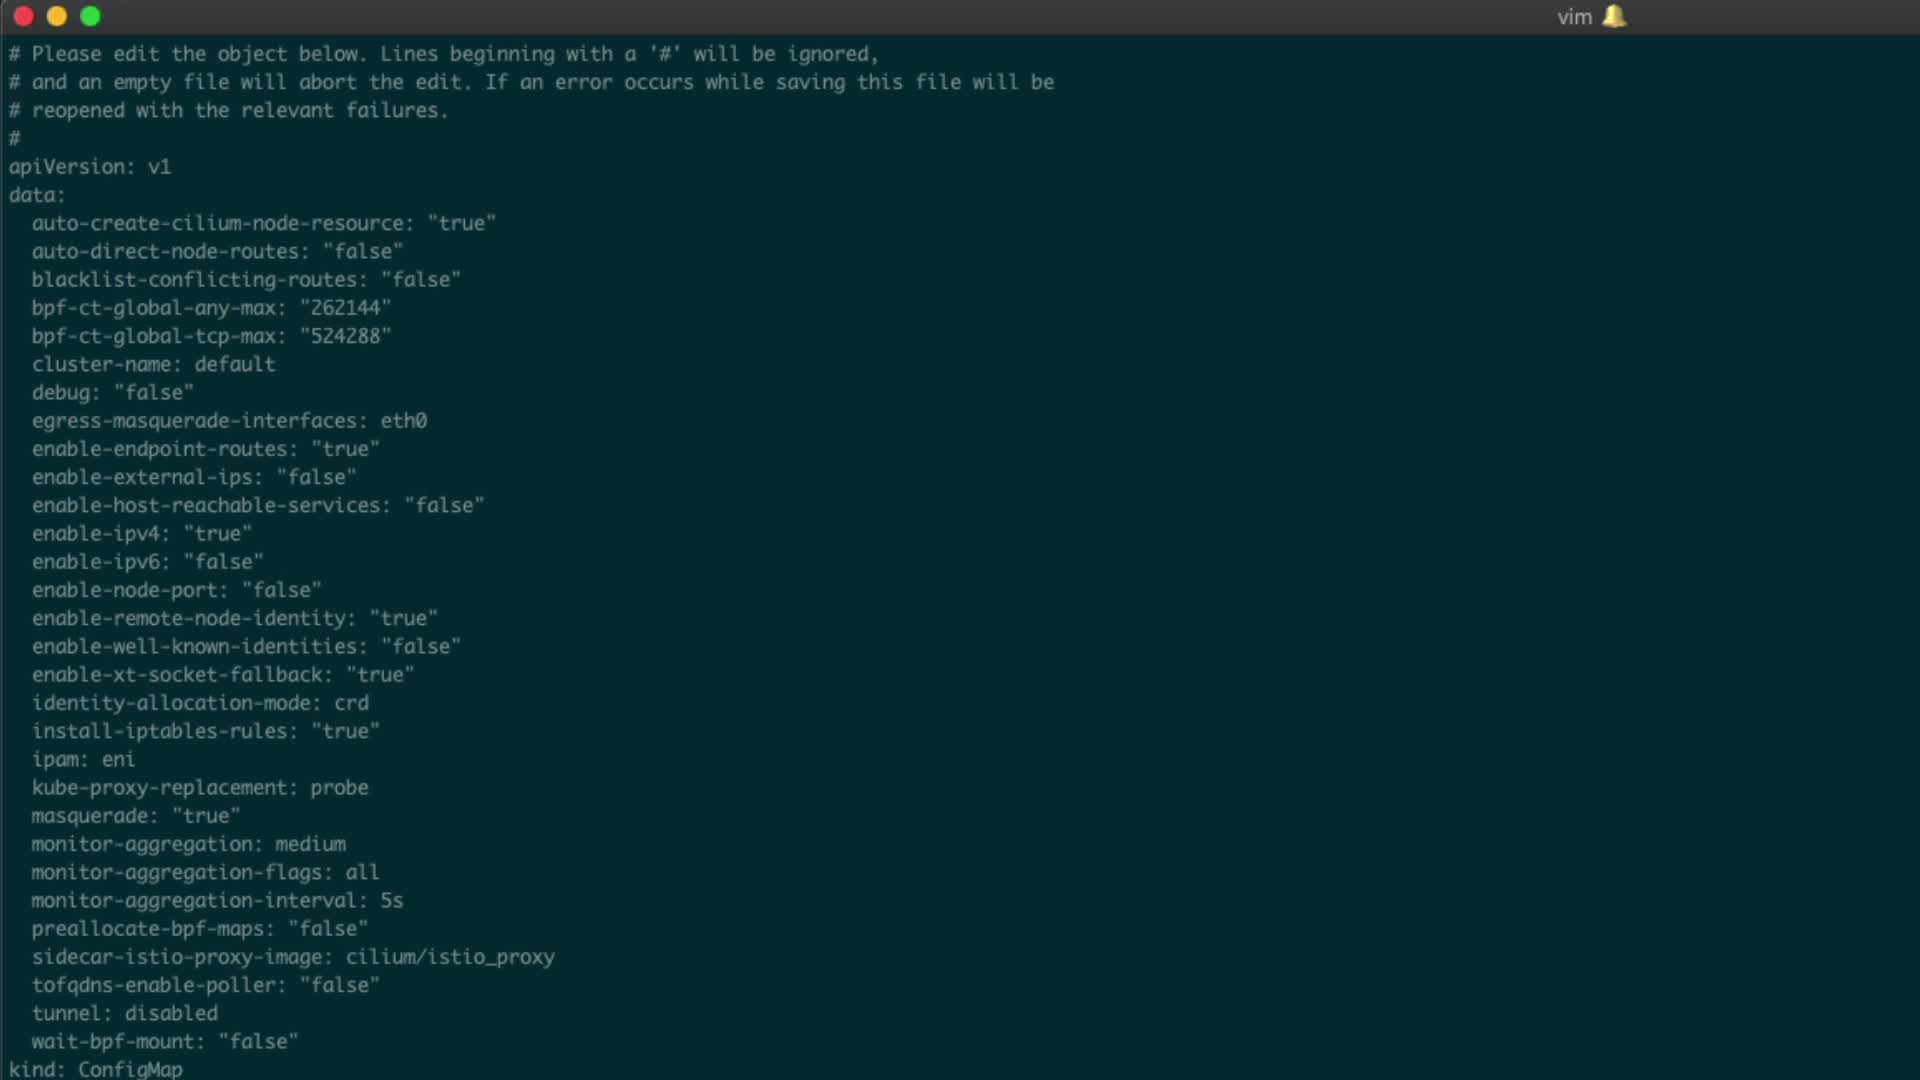 vim 🔔
# Please edit the object below. Lines beginning with a '#' will be ignored,
# and an empty file will abort the edit. If an error occurs while saving this file will be
# reopened with the relevant failures.
#
apiVersion: v1
data:
  auto-create-cilium-node-resource: "true"
  auto-direct-node-routes: "false"
  blacklist-conflicting-routes: "false"
  bpf-ct-global-any-max: "262144"
  bpf-ct-global-tcp-max: "524288"
  cluster-name: default
  debug: "false"
  egress-masquerade-interfaces: eth0
  enable-endpoint-routes: "true"
  enable-external-ips: "false"
  enable-host-reachable-services: "false"
  enable-ipv4: "true"
  enable-ipv6: "false"
  enable-node-port: "false"
  enable-remote-node-identity: "true"
  enable-well-known-identities: "false"
  enable-xt-socket-fallback: "true"
  identity-allocation-mode: crd
  install-iptables-rules: "true"
  ipam: eni
  kube-proxy-replacement: probe
  masquerade: "true"
  monitor-aggregation: medium
  monitor-aggregation-flags: all
  monitor-aggregation-interval: 5s
  preallocate-bpf-maps: "false"
  sidecar-istio-proxy-image: cilium/istio_proxy
  tofqdns-enable-poller: "false"
  tunnel: disabled
  wait-bpf-mount: "false"
kind: ConfigMap